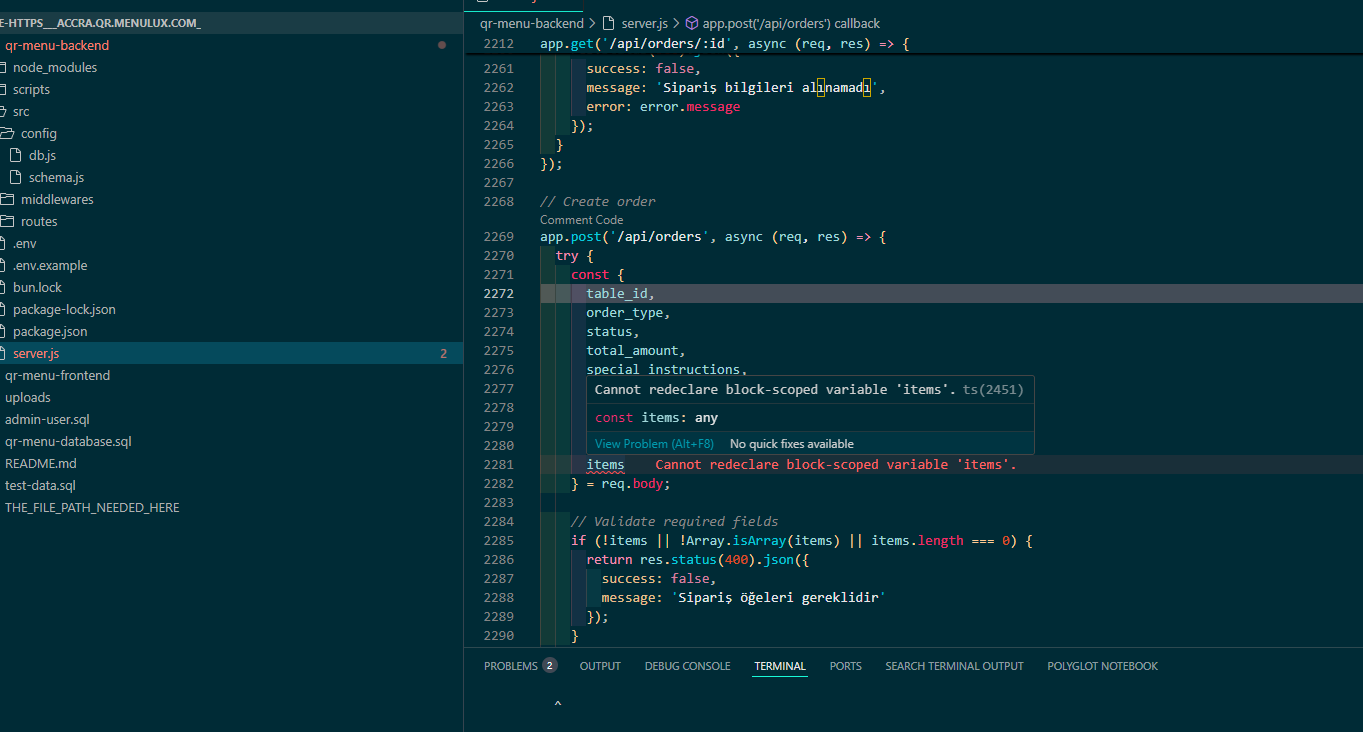 E-HTTPS__ACCRA.QR.MENULUX.COM_
qr-menu-backend
node_modules
scripts
src
config
db.js
schema.js
middlewares
routes
.env
.env.example
bun.lock
package-lock.json
package.json
server.js 2
qr-menu-frontend
uploads
admin-user.sql
qr-menu-database.sql
README.md
test-data.sql
THE_FILE_PATH_NEEDED_HERE
qr-menu-backend > server.js > app.post('/api/orders') callback
2212 app.get('/api/orders/:id', async (req, res) => {
2261 success: false,
2262 message: 'Sipariş bilgileri alınamadı',
2263 error: error.message
2264 });
2265 }
2266 });
2267
2268 // Create order
Comment Code
2269 app.post('/api/orders', async (req, res) => {
2270 try {
2271 const {
2272 table_id,
2273 order_type,
2274 status,
2275 total_amount,
2276 special_instructions,
2277
Cannot redeclare block-scoped variable 'items'. ts(2451)
2278
const items: any
2279
2280
View Problem (Alt+F8) No quick fixes available
2281 items Cannot redeclare block-scoped variable 'items'.
2282 } = req.body;
2283
2284 // Validate required fields
2285 if (!items || !Array.isArray(items) || items.length === 0) {
2286 return res.status(400).json({
2287 success: false,
2288 message: 'Sipariş öğeleri gereklidir'
2289 });
2290 }
PROBLEMS 2 OUTPUT DEBUG CONSOLE TERMINAL PORTS SEARCH TERMINAL OUTPUT POLYGLOT NOTEBOOK
^